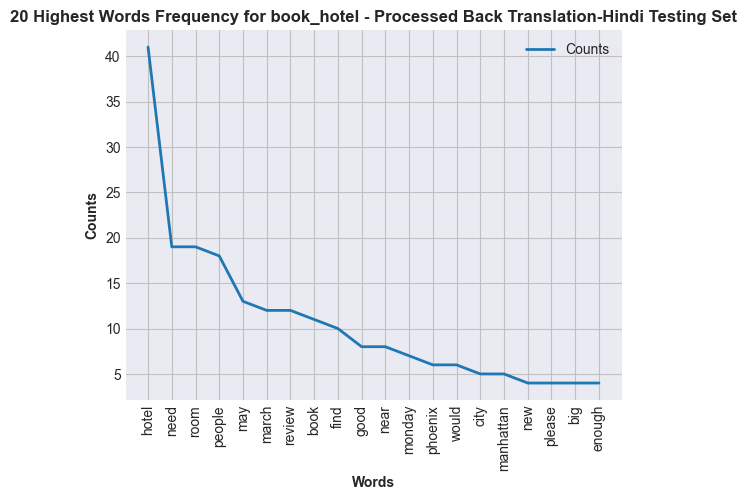 20 Highest Words Frequency for book_hotel - Processed Back Translation-Hindi Testing Set
Counts
40
35
30
25
20
15
10
5
Counts
hotel
need
room
people
may
march
review
book
find
good
near
monday
phoenix
would
city
manhattan
new
please
big
enough
Words